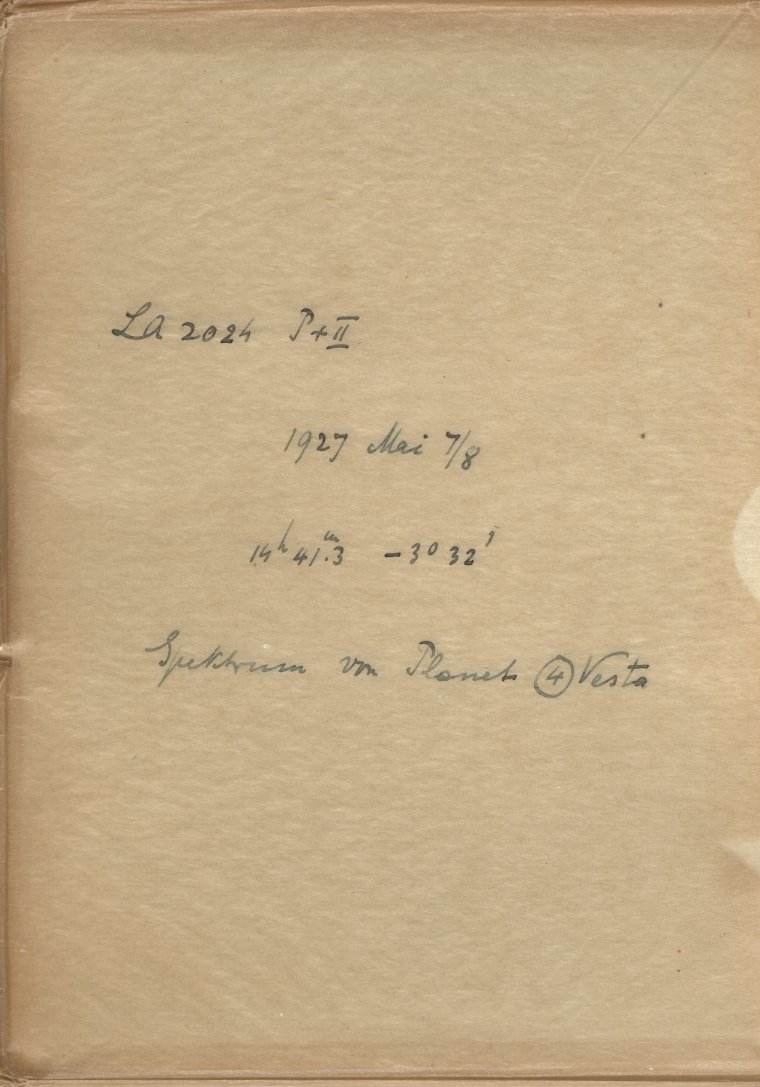 LA 2024 P+II
1927 Mai 7/8
14ʰ 41ᵐ.3 −3° 32'
Spektrum von Planet ④ Vesta